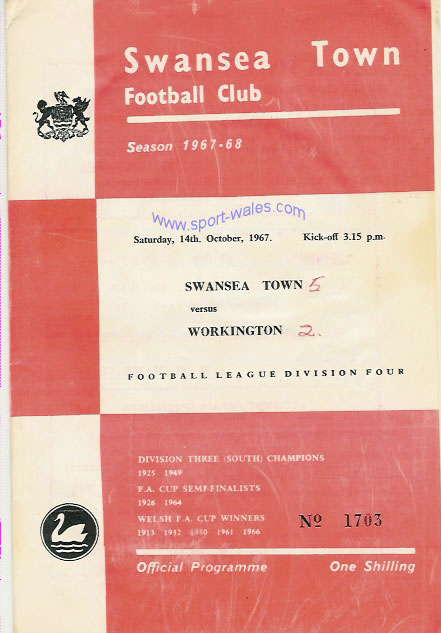 Swansea Town
Football Club
Season 1967-68
www.sport-wales.com
Saturday, 14th. October, 1967. Kick-off 3.15 p.m.
SWANSEA TOWN 5
versus
WORKINGTON 2.
FOOTBALL LEAGUE DIVISION FOUR
DIVISION THREE (SOUTH) CHAMPIONS
1925 1949
F.A. CUP SEMI-FINALISTS
1926 1964
WELSH F.A. CUP WINNERS
1913 1932 1950 1961 1966
Nº 1703
Official Programme One Shilling